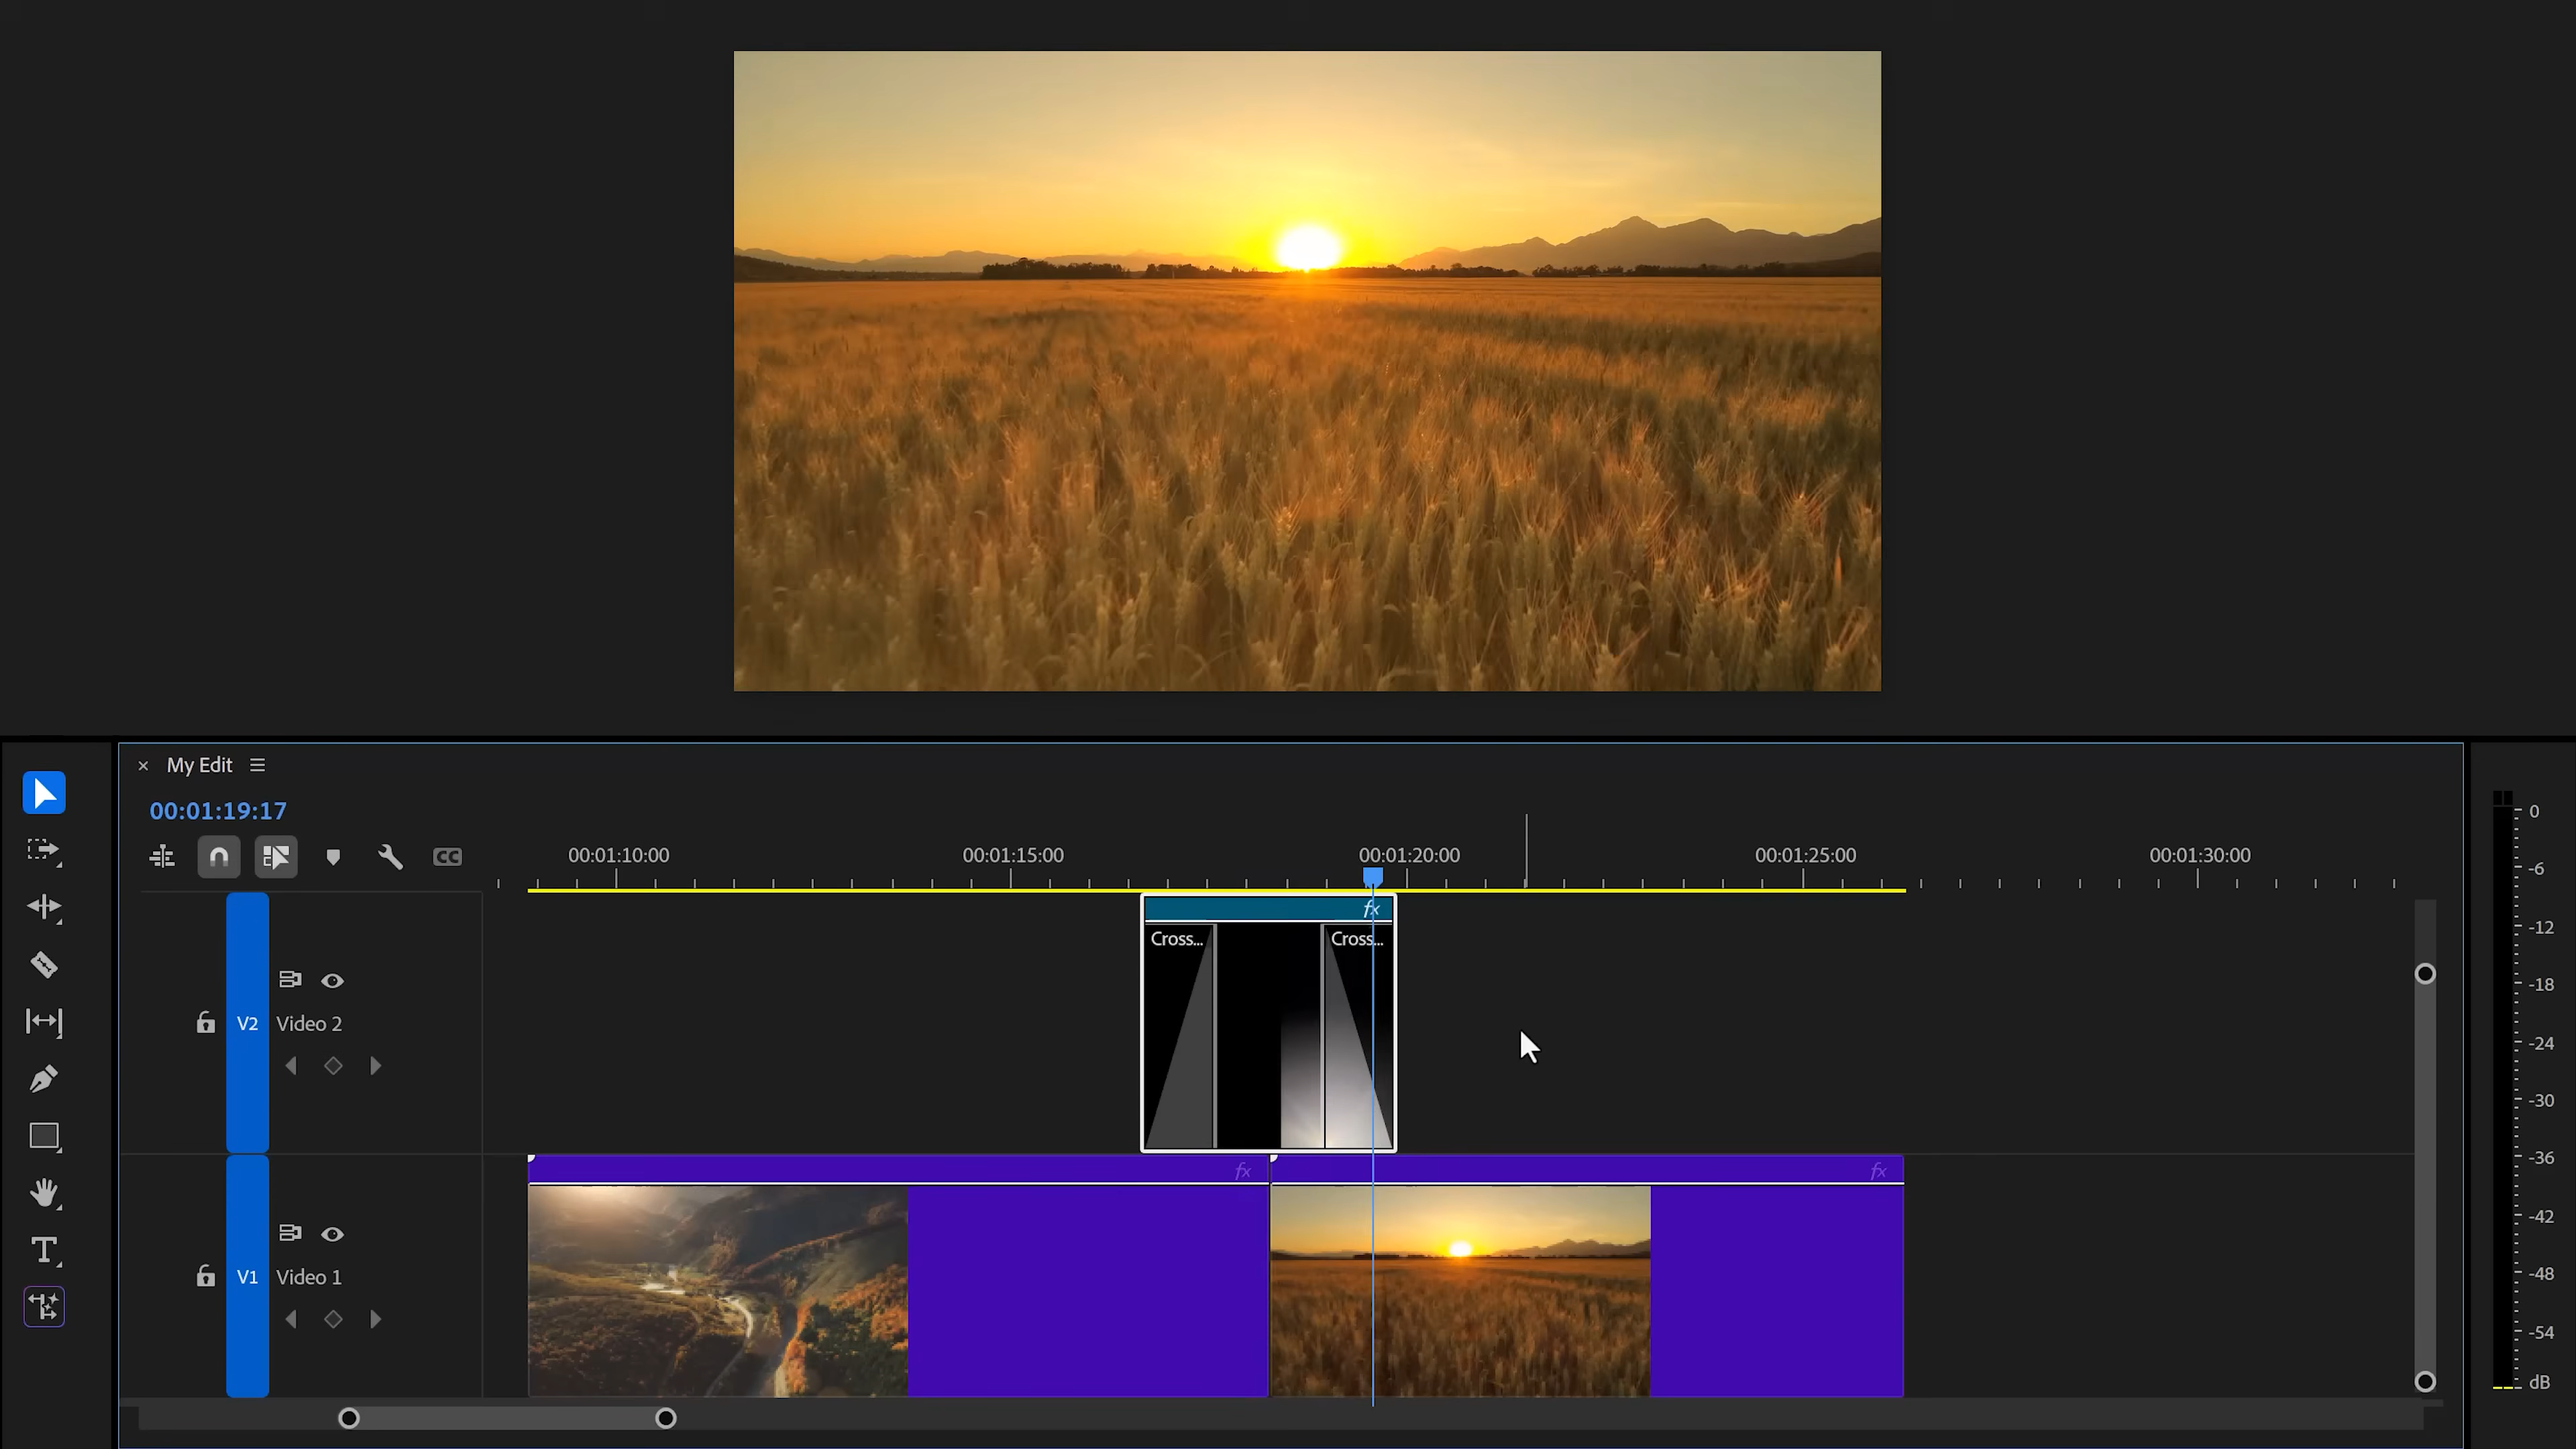 × My Edit
00:01:19:17
CC
00:01:10:00 00:01:15:00 00:01:20:00 00:01:25:00 00:01:30:00
fx
Cross... Cross...
V2 Video 2
fx fx
V1 Video 1
T
0
-6
-12
-18
-24
-30
-36
-42
-48
-54
dB